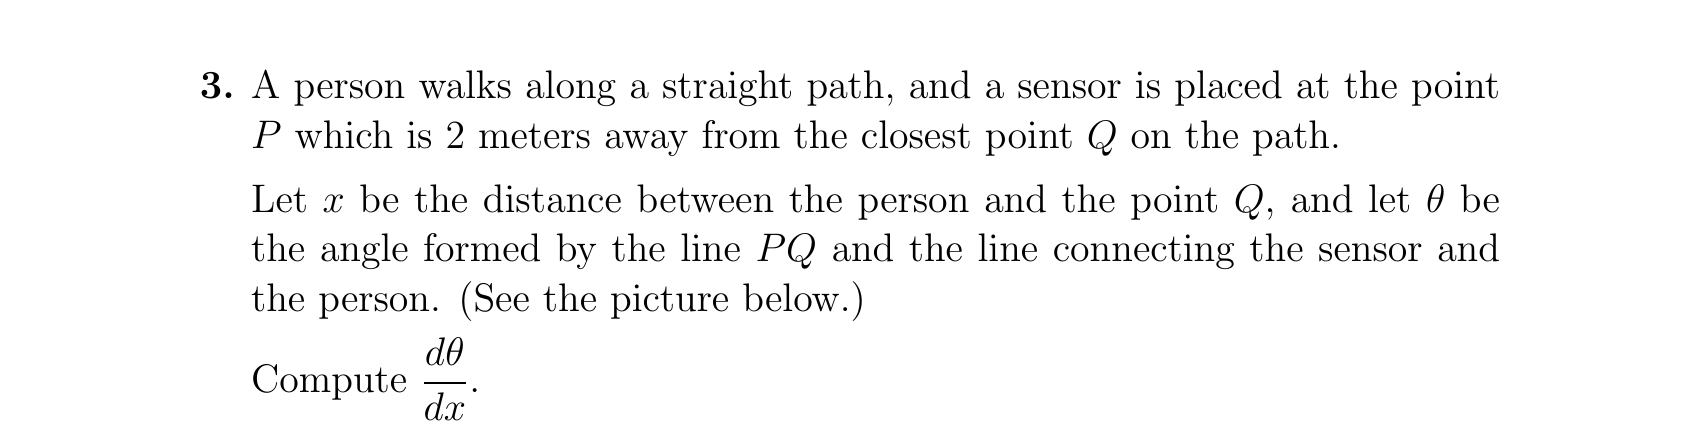 3. A person walks along a straight path, and a sensor is placed at the point
P which is 2 meters away from the closest point Q on the path.
Let x be the distance between the person and the point Q, and let θ be
the angle formed by the line PQ and the line connecting the sensor and
the person. (See the picture below.)
Compute dθ/dx.